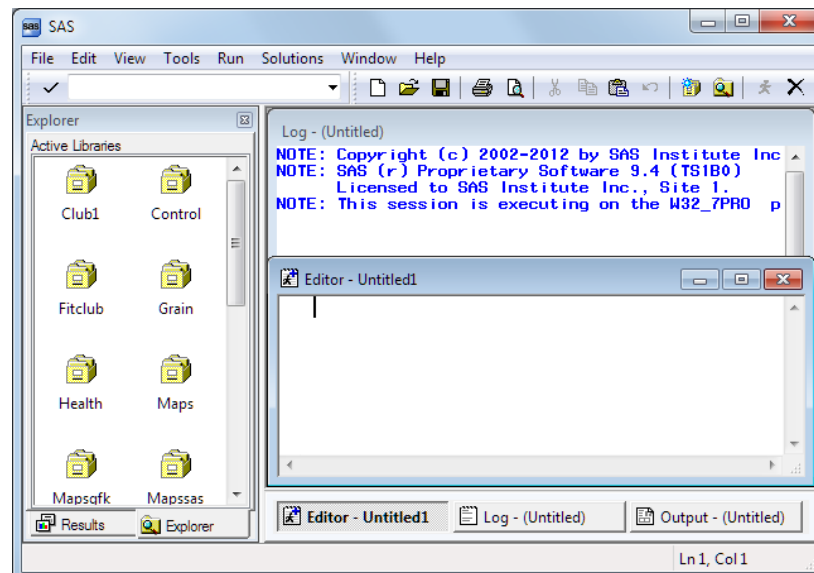 sas SAS
File Edit View Tools Run Solutions Window Help
Explorer
Active Libraries
Club1 Control
Fitclub Grain
Health Maps
Mapsgfk Mapssas
Results Explorer
Log - (Untitled)
NOTE: Copyright (c) 2002-2012 by SAS Institute Inc
NOTE: SAS (r) Proprietary Software 9.4 (TS1B0)
Licensed to SAS Institute Inc., Site 1.
NOTE: This session is executing on the W32_7PRO p
Editor - Untitled1
Editor - Untitled1 Log - (Untitled) Output - (Untitled)
Ln 1, Col 1